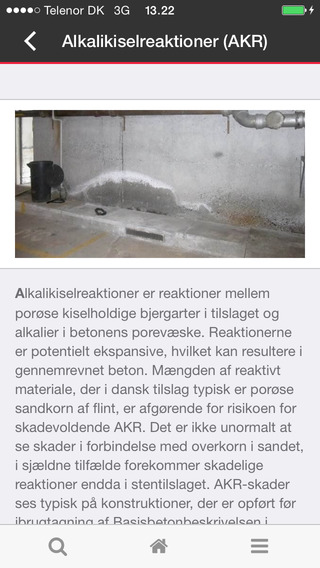 Telenor DK 3G 13.22
Alkalikiselreaktioner (AKR)
Alkalikiselreaktioner er reaktioner mellem
porøse kiselholdige bjergarter i tilslaget og
alkalier i betonens porevæske. Reaktionerne
er potentielt ekspansive, hvilket kan resultere i
gennemrevnet beton. Mængden af reaktivt
materiale, der i dansk tilslag typisk er porøse
sandkorn af flint, er afgørende for risikoen for
skadevoldende AKR. Det er ikke unormalt at
se skader i forbindelse med overkorn i sandet,
i sjældne tilfælde forekommer skadelige
reaktioner endda i stentilslaget. AKR-skader
ses typisk på konstruktioner, der er opført før
ibrugtagning af Basisbetonbeskrivelsen i